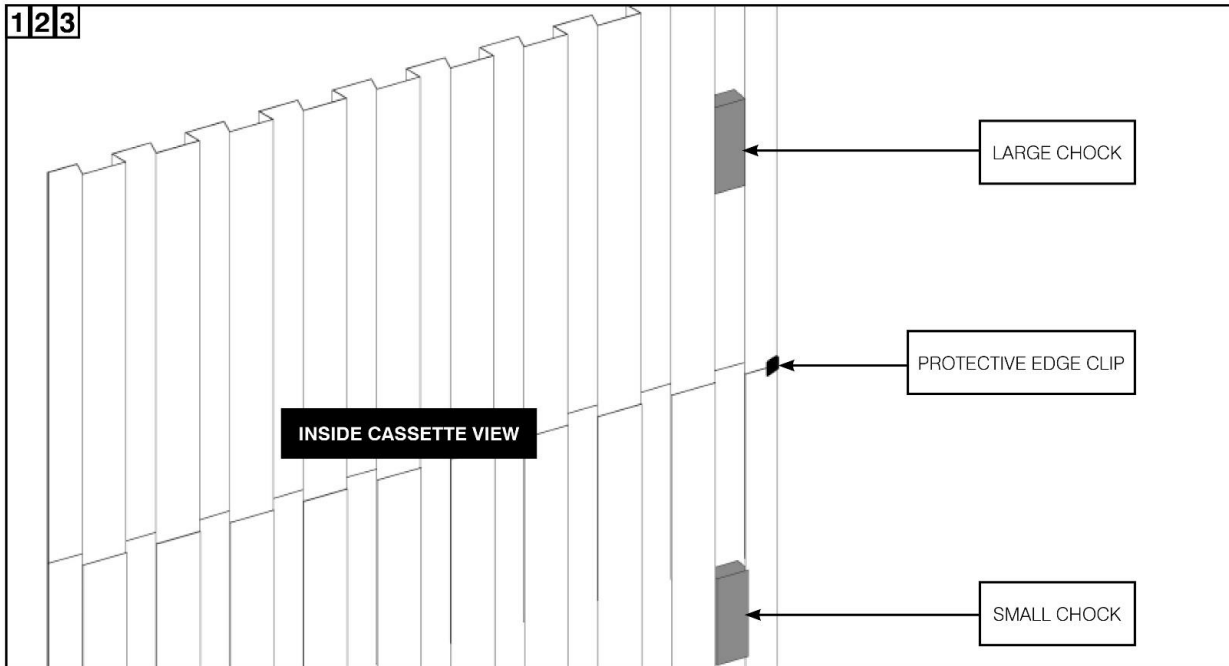 1 2 3
LARGE CHOCK
PROTECTIVE EDGE CLIP
INSIDE CASSETTE VIEW
SMALL CHOCK